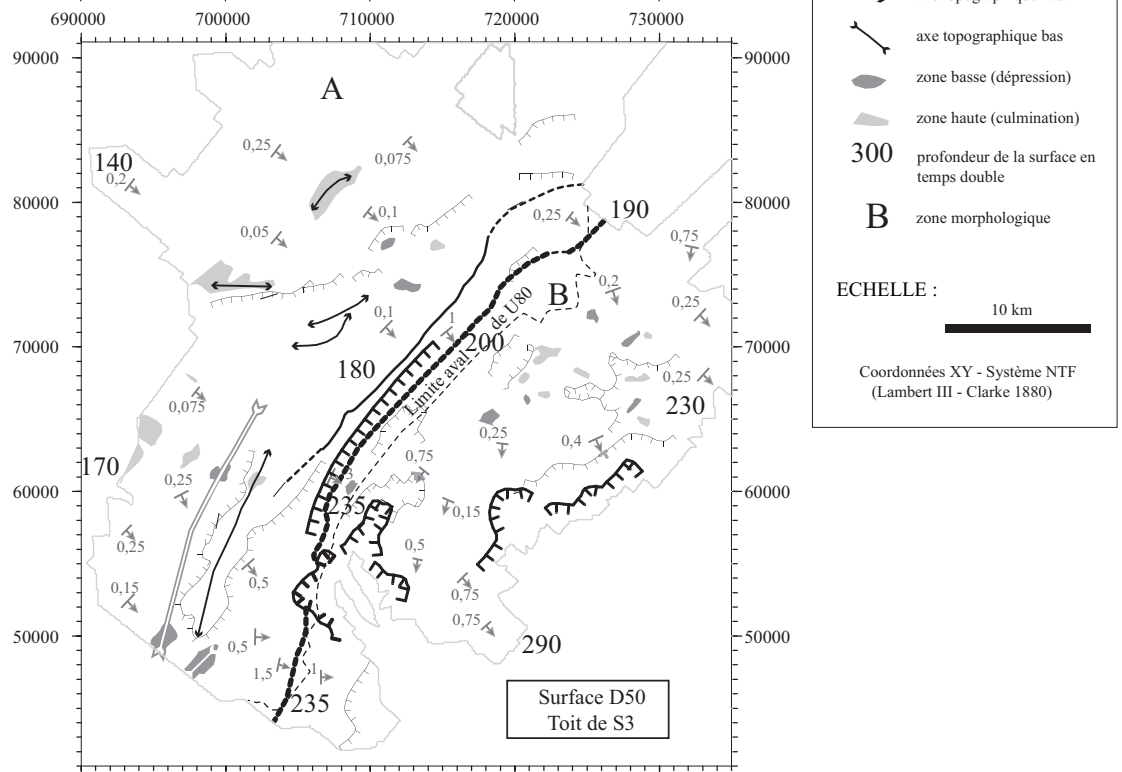 690000 700000 710000 720000 730000
90000
80000
70000
60000
50000
90000
80000
70000
60000
50000
A
140
0,2
0,25
0,075
0,1
0,05
0,25
190
0,75
0,2
B
0,25
0,1
1
200
de U80
Limite aval
180
0,25
230
0,075
0,25
0,4
0,75
170
0,25
235
0,15
0,25
0,5
0,5
0,15
0,75
0,75
0,5
290
1,5
1
235
Surface D50
Toit de S3
axe topographique bas
zone basse (dépression)
zone haute (culmination)
300
profondeur de la surface en
temps double
B
zone morphologique
ECHELLE :
10 km
Coordonnées XY - Système NTF
(Lambert III - Clarke 1880)